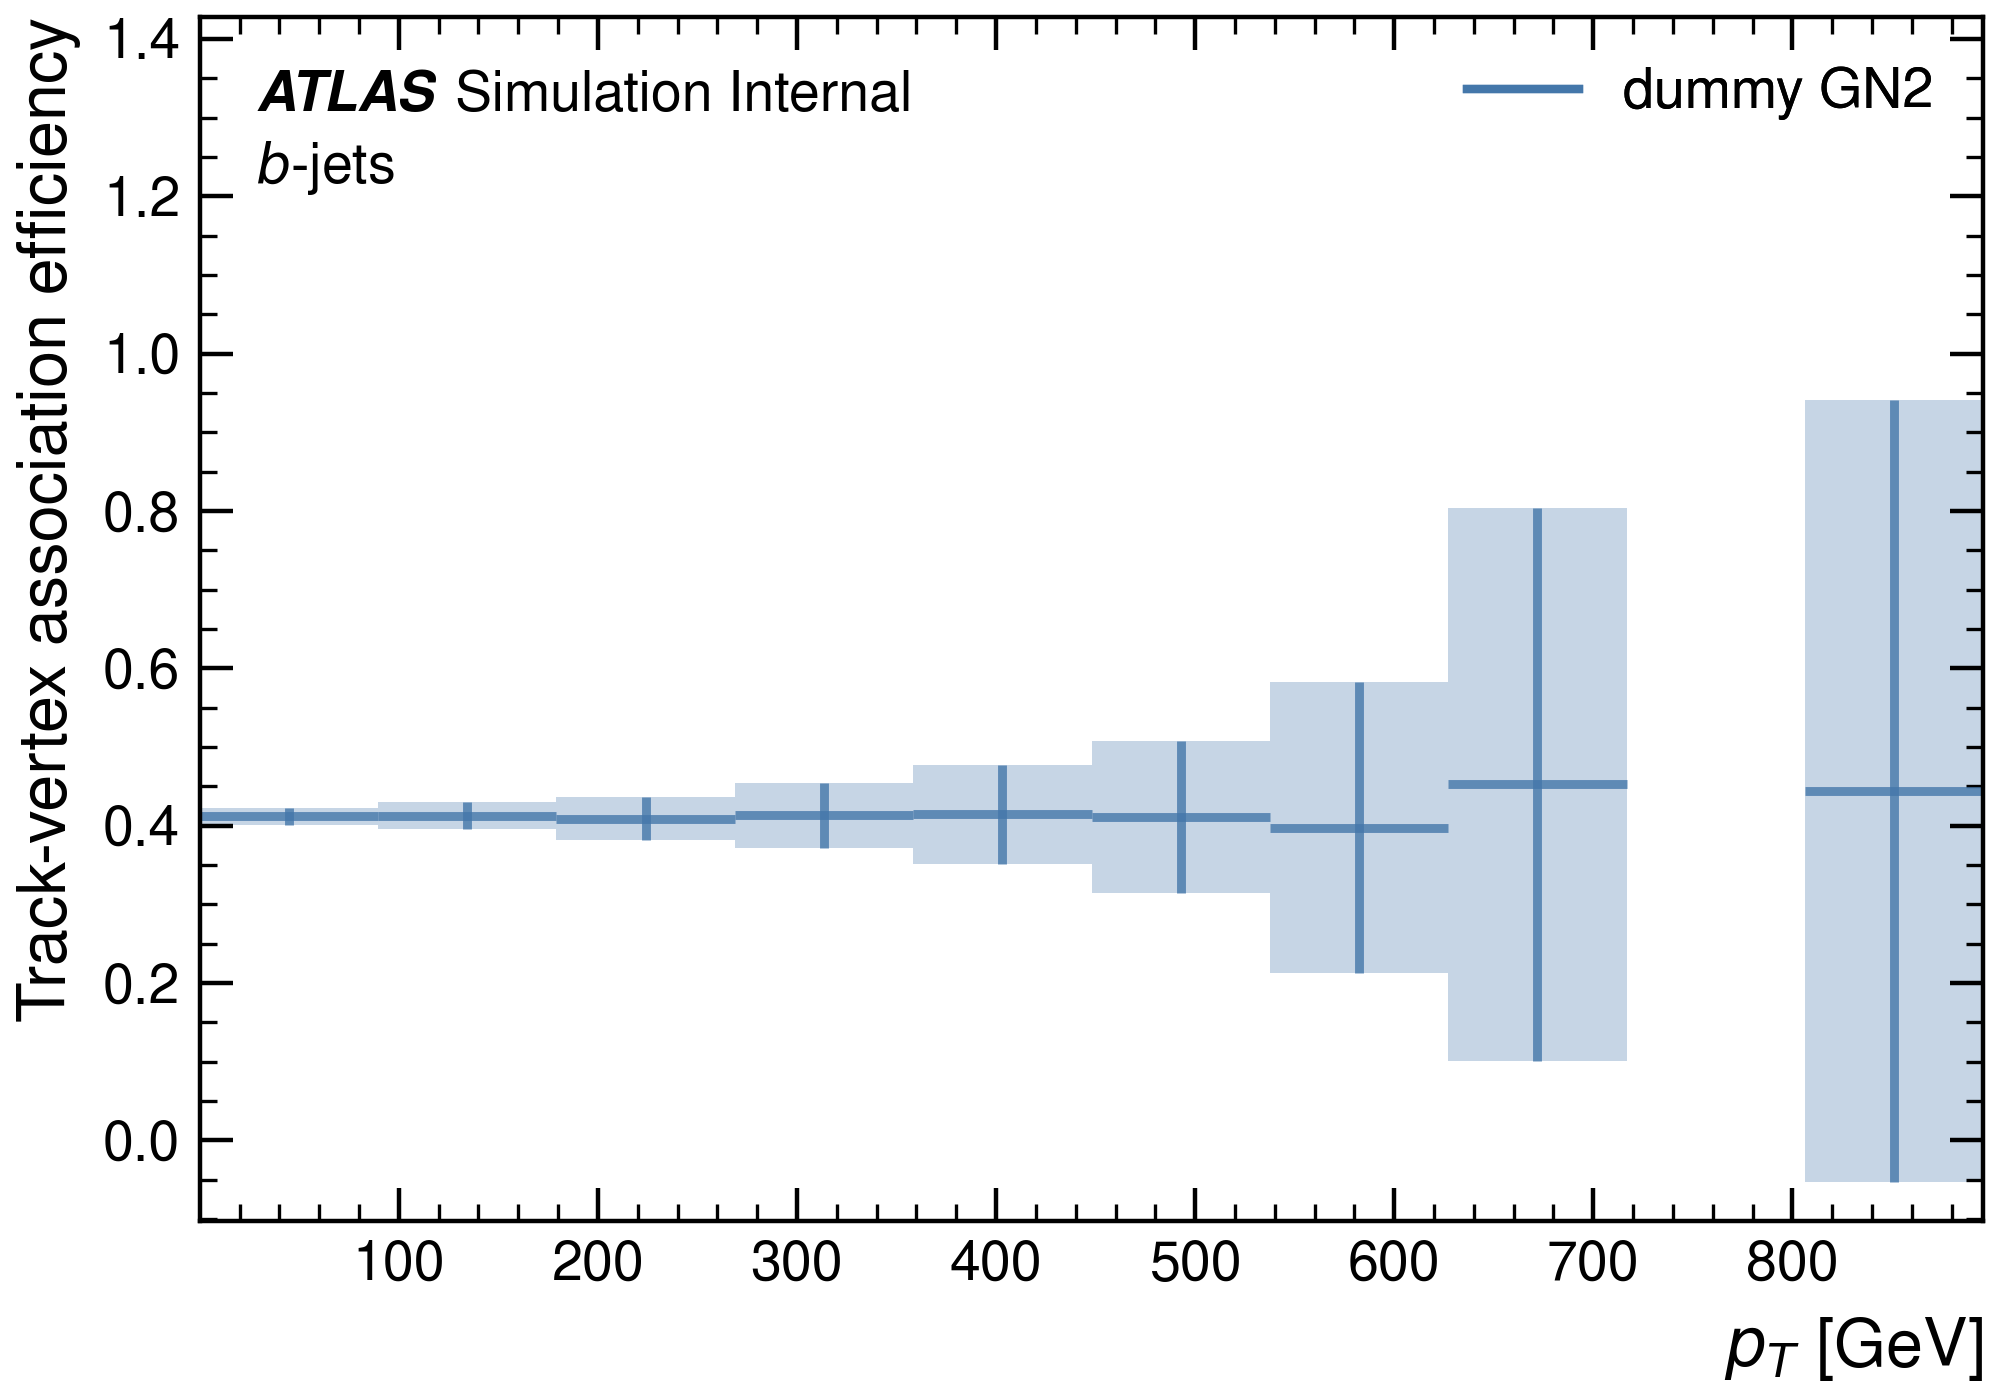 Track-vertex association efficiency
1.4
1.2
1.0
0.8
0.6
0.4
0.2
0.0
ATLAS Simulation Internal
b-jets
dummy GN2
100 200 300 400 500 600 700 800
p_T [GeV]